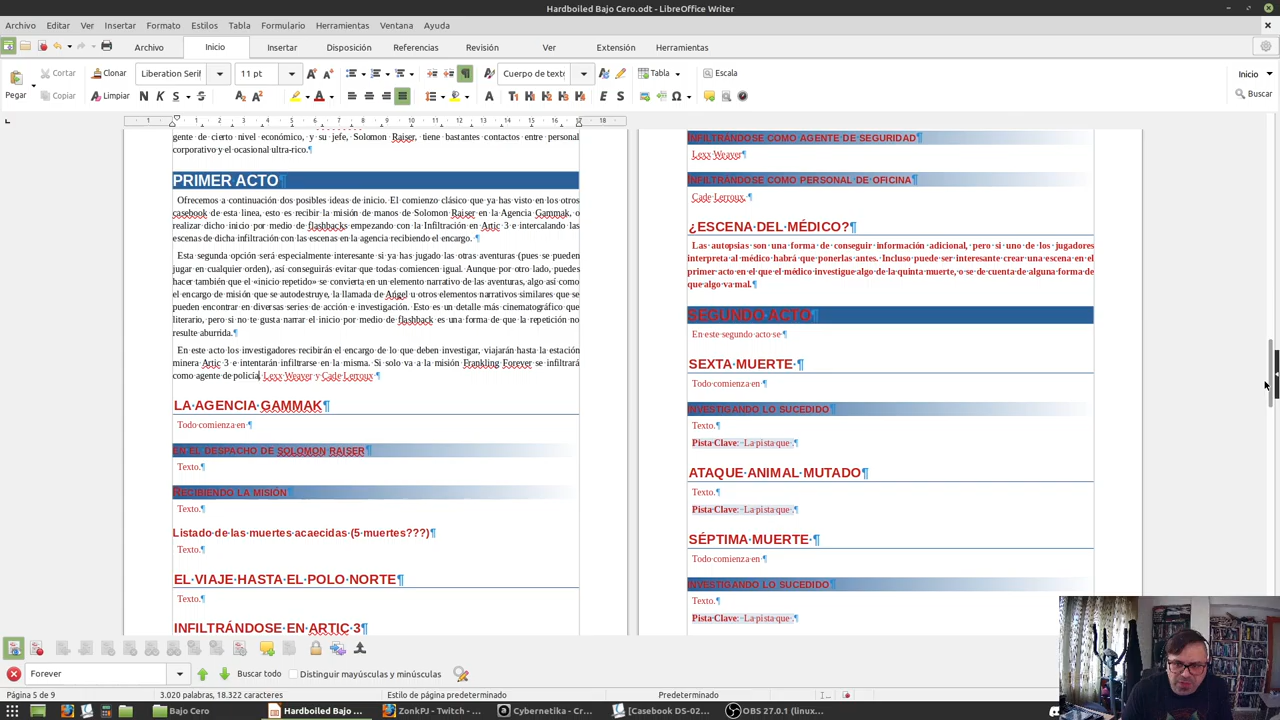 Hardboiled Bajo Cero.odt - LibreOffice Writer
Archivo Editar Ver Insertar Formato Estilos Tabla Formulario Herramientas Ventana Ayuda
Archivo Inicio Insertar Disposición Referencias Revisión Ver Extensión Herramientas
Cortar Clonar Liberation Serif 11 pt Cuerpo de texto Tabla Escala Inicio
Pegar Copiar Limpiar Buscar
gente de cierto nivel económico, y su jefe, Solomon Raiser, tiene bastantes contactos entre personal
corporativo y el ocasional ultra-rico.¶
PRIMER ACTO¶
Ofrecemos a continuación dos posibles ideas de inicio. El comienzo clásico que ya has visto en los otros
casebook de esta línea, esto es recibir la misión de manos de Solomon Raiser en la Agencia Gammak, o
realizar dicho inicio por medio de flashbacks empezando con la Infiltración en Artic 3 e intercalando las
escenas de dicha infiltración con las escenas en la agencia recibiendo el encargo. ¶
Esta segunda opción será especialmente interesante si ya has jugado las otras aventuras (pues se pueden
jugar en cualquier orden), así conseguirás evitar que todas comiencen igual. Aunque por otro lado, puedes
hacer también que el «inicio repetido» se convierta en un elemento narrativo de las aventuras, algo así como
el encargo de misión que se autodestruye, la llamada de Ángel u otros elementos narrativos similares que se
pueden encontrar en diversas series de acción e investigación. Esto es un detalle más cinematográfico que
literario, pero si no te gusta narrar el inicio por medio de flashback es una forma de que la repetición no
resulte aburrida.¶
En este acto los investigadores recibirán el encargo de lo que deben investigar, viajarán hasta la estación
minera Artic 3 e intentarán infiltrarse en la misma. Si solo va a la misión Frankling Forever se infiltrará
como agente de policía, Lexx Weaver y Cade Lerroux ¶
LA AGENCIA GAMMAK¶
Todo comienza en ¶
EN EL DESPACHO DE SOLOMON RAISER¶
Texto.¶
RECIBIENDO LA MISIÓN¶
Texto.¶
Listado de las muertes acaecidas (5 muertes???)¶
Texto.¶
EL VIAJE HASTA EL POLO NORTE¶
Texto.¶
INFILTRÁNDOSE EN ARTIC 3¶
INFILTRÁNDOSE COMO AGENTE DE SEGURIDAD¶
Lexx Weaver¶
INFILTRÁNDOSE COMO PERSONAL DE OFICINA¶
Cade Lerroux. ¶
¿ESCENA DEL MÉDICO?¶
Las autopsias son una forma de conseguir información adicional, pero si uno de los jugadores
interpreta al médico habrá que ponerlas antes. Incluso puede ser interesante crear una escena en el
primer acto en el que el médico investigue algo de la quinta muerte, o se de cuenta de alguna forma de
que algo va mal.¶
SEGUNDO ACTO¶
En este segundo acto se ¶
SEXTA MUERTE ¶
Todo comienza en ¶
INVESTIGANDO LO SUCEDIDO¶
Texto.¶
Pista Clave: La pista que .¶
ATAQUE ANIMAL MUTADO¶
Texto.¶
Pista Clave: La pista que .¶
SÉPTIMA MUERTE ¶
Todo comienza en ¶
INVESTIGANDO LO SUCEDIDO¶
Texto.¶
Pista Clave: La pista que .¶
Forever Buscar todo Distinguir mayúsculas y minúsculas
Página 5 de 9 3.020 palabras, 18.322 caracteres Estilo de página predeterminado Predeterminado
Bajo Cero Hardboiled Bajo ... ZonkPJ - Twitch - ... Cybernetika - Cr... [Casebook DS-02... OBS 27.0.1 (linux...